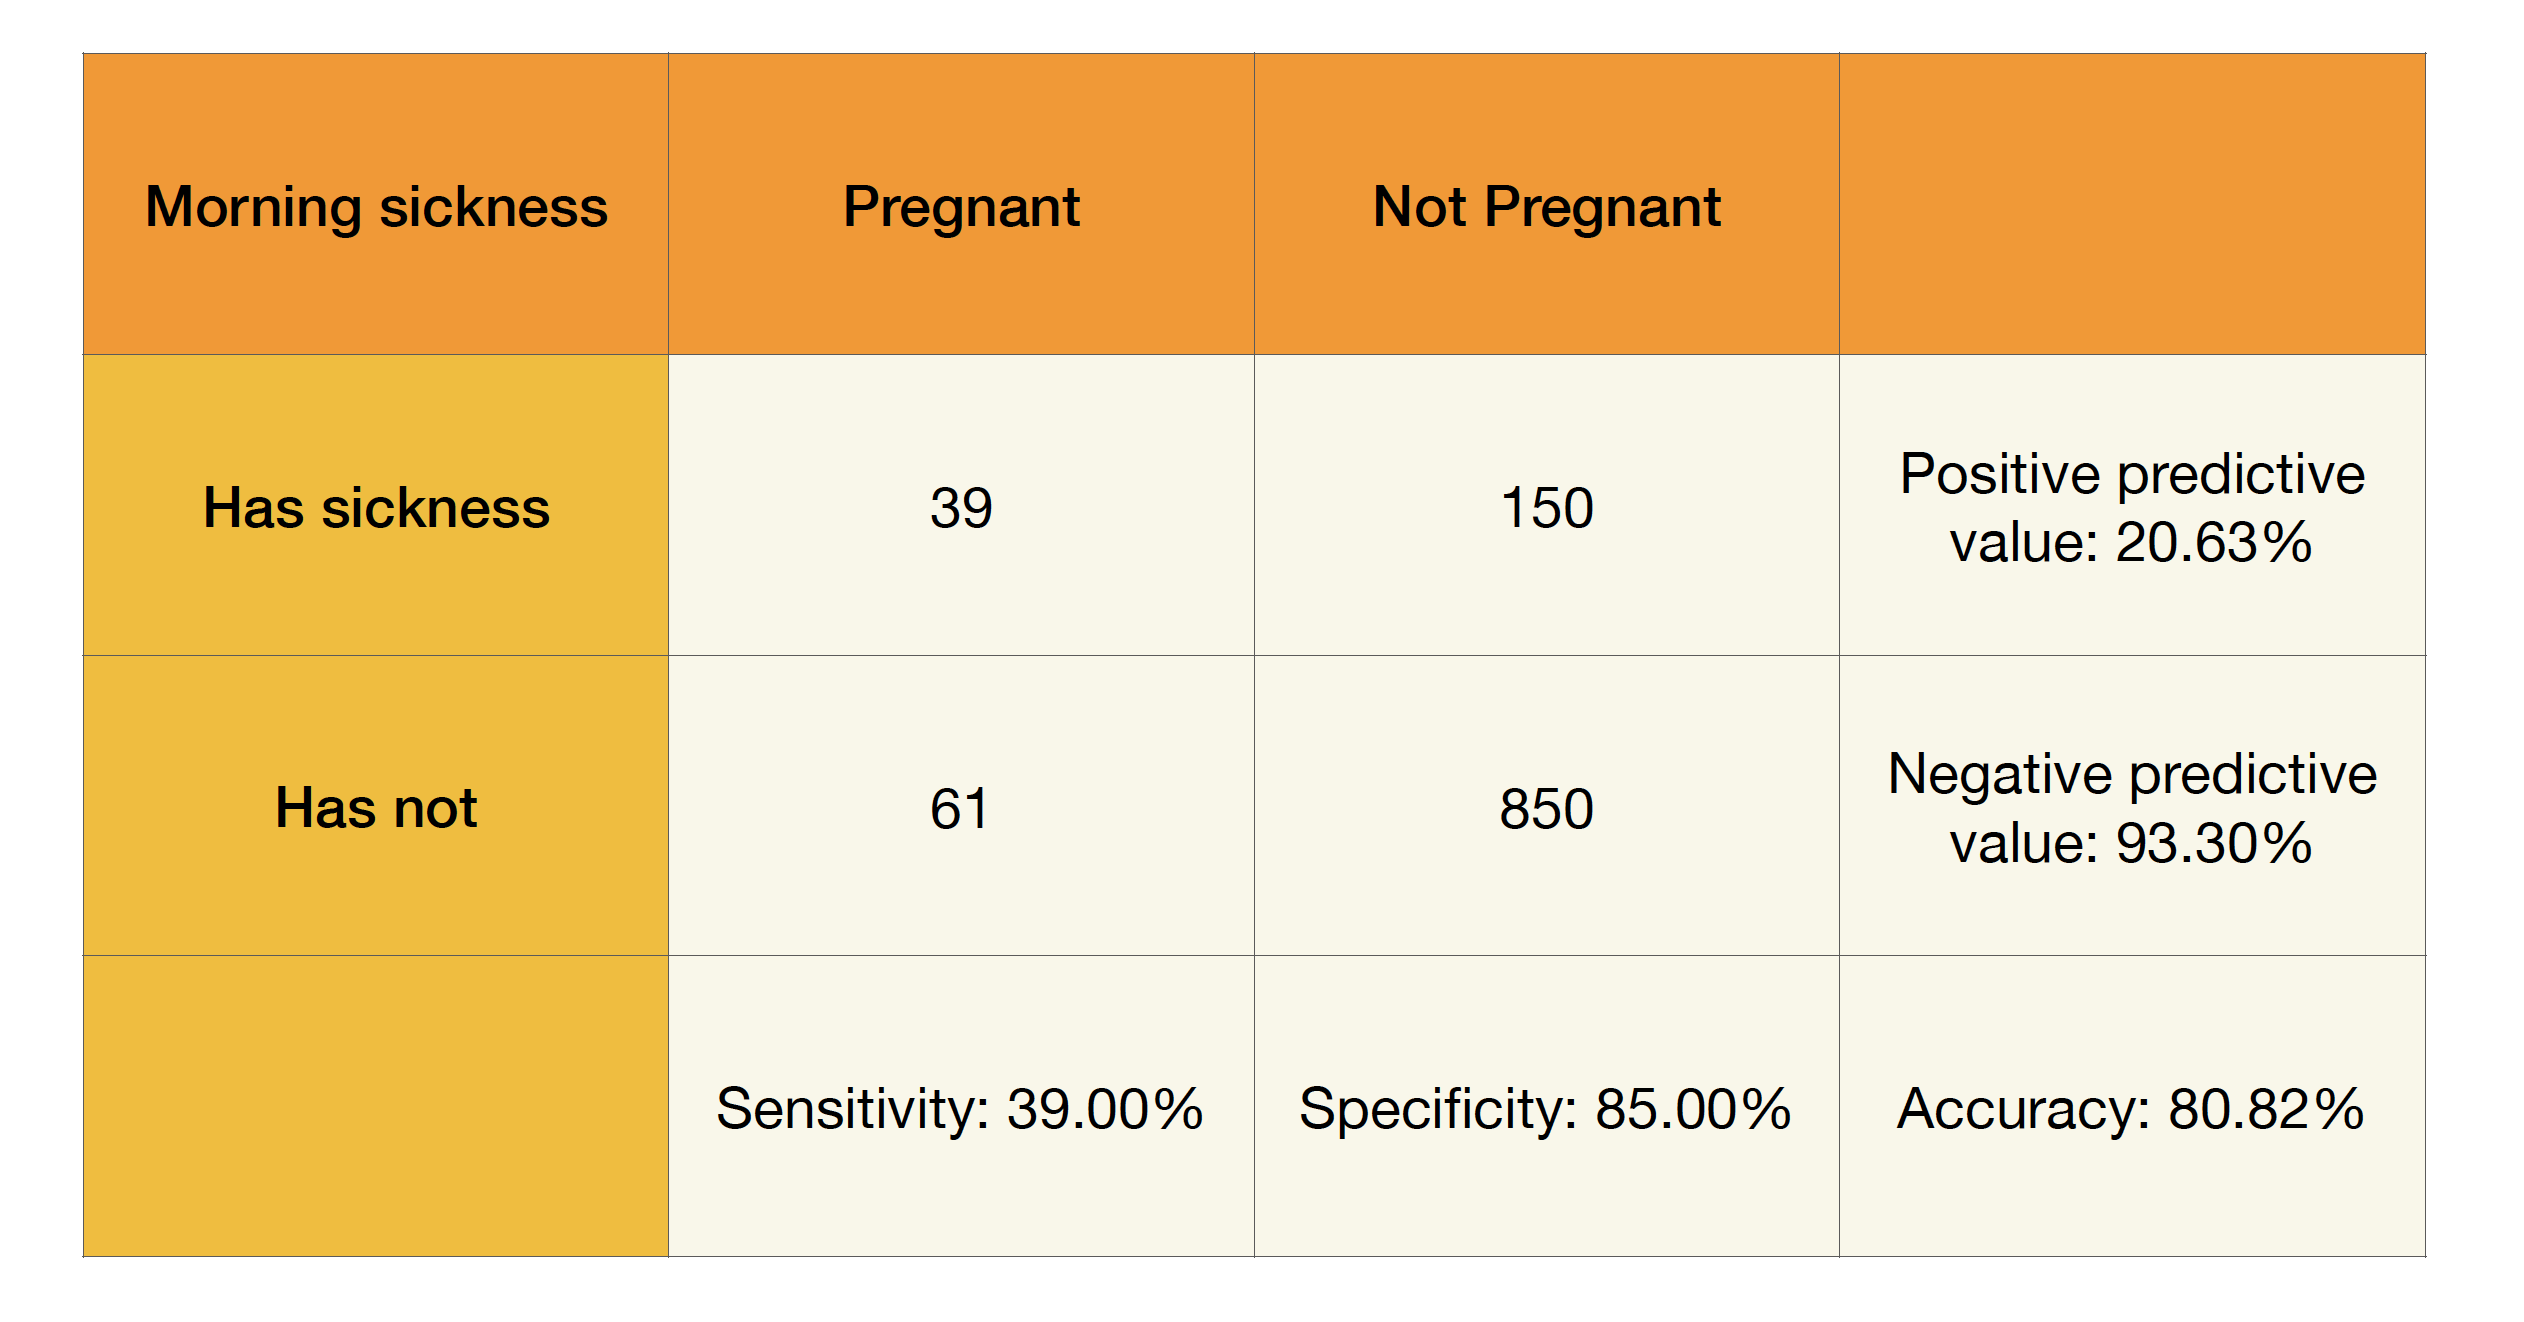 Morning sickness
Pregnant
Not Pregnant
Has sickness
39
150
Positive predictive
value: 20.63%
Has not
61
850
Negative predictive
value: 93.30%
Sensitivity: 39.00%
Specificity: 85.00%
Accuracy: 80.82%